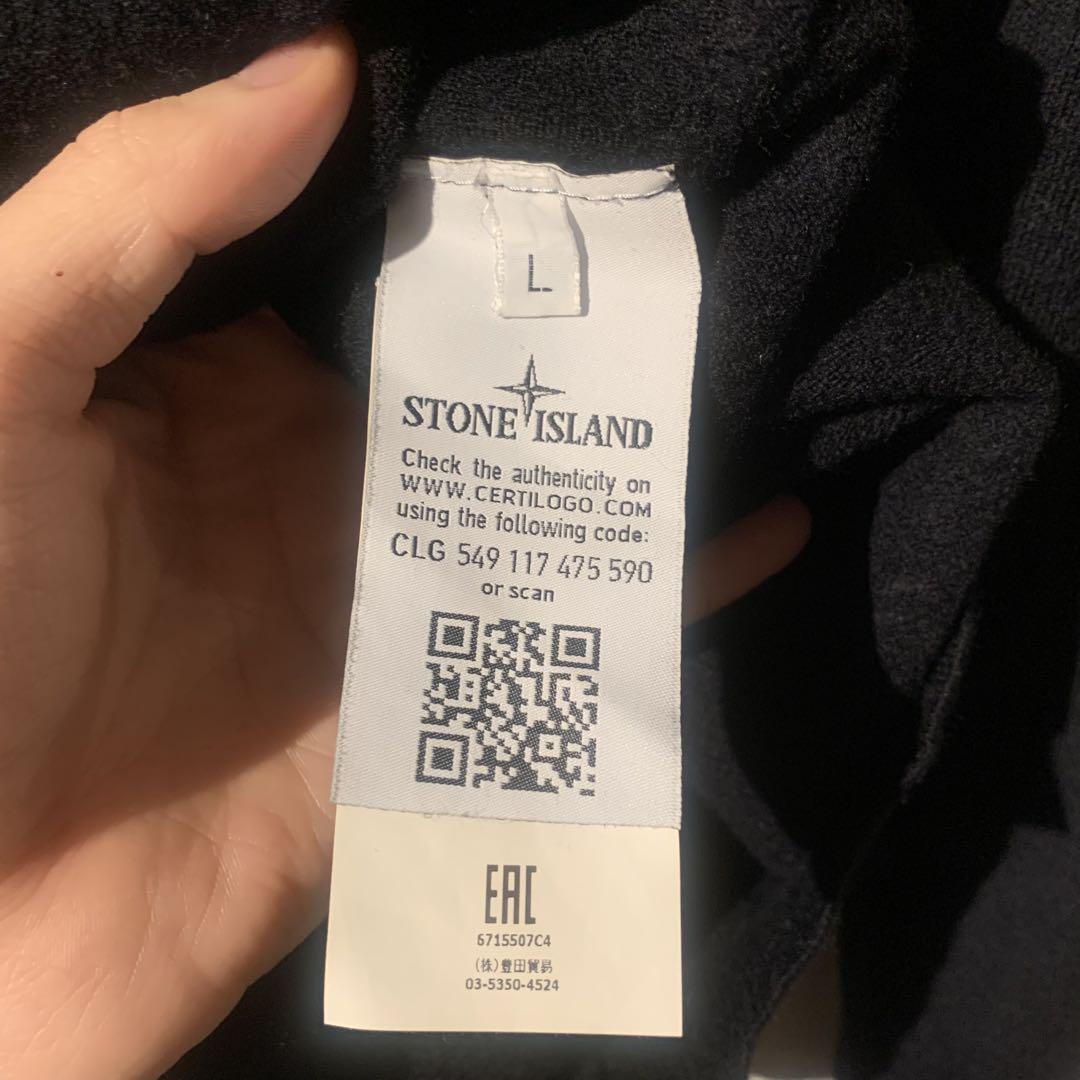 L
STONE ISLAND
Check the authenticity on
WWW.CERTILOGO.COM
using the following code:
CLG 549 117 475 590
or scan
EAC
6715507C4
(株)豊田貿易
03-5350-4524